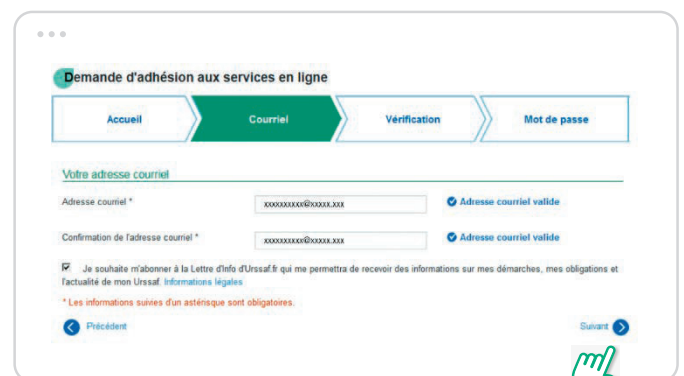 Demande d'adhésion aux services en ligne
Accueil
Courriel
Vérification
Mot de passe
Votre adresse courriel
Adresse courriel *
xxxxxxxxxx@xxxxx.xxx
Adresse courriel valide
Confirmation de l'adresse courriel *
xxxxxxxxxx@xxxxx.xxx
Adresse courriel valide
Je souhaite m'abonner à la Lettre d'Info d'Urssaf.fr qui me permettra de recevoir des informations sur mes démarches, mes obligations et
l'actualité de mon Urssaf. Informations légales
* Les informations suivies d'un astérisque sont obligatoires.
Précédent
Suivant